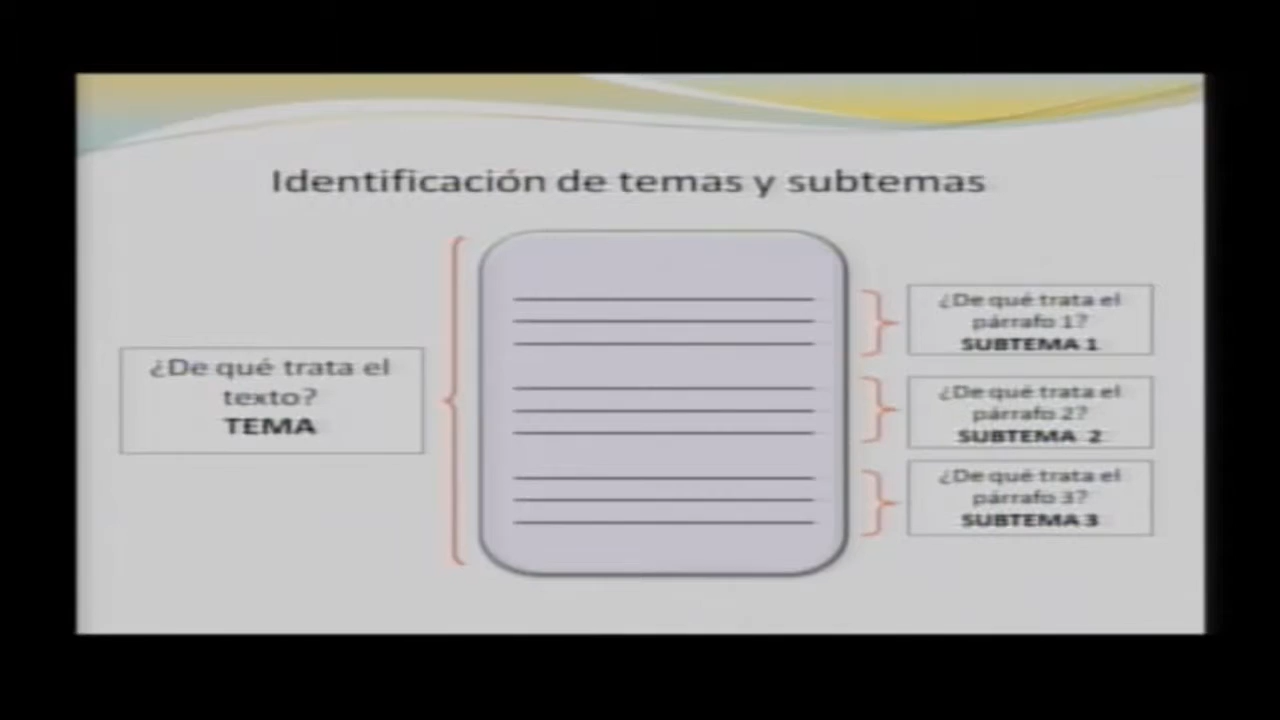 Identificación de temas y subtemas
¿De qué trata el
texto?
TEMA
¿De qué trata el
párrafo 1?
SUBTEMA 1
¿De qué trata el
párrafo 2?
SUBTEMA 2
¿De qué trata el
párrafo 3?
SUBTEMA 3